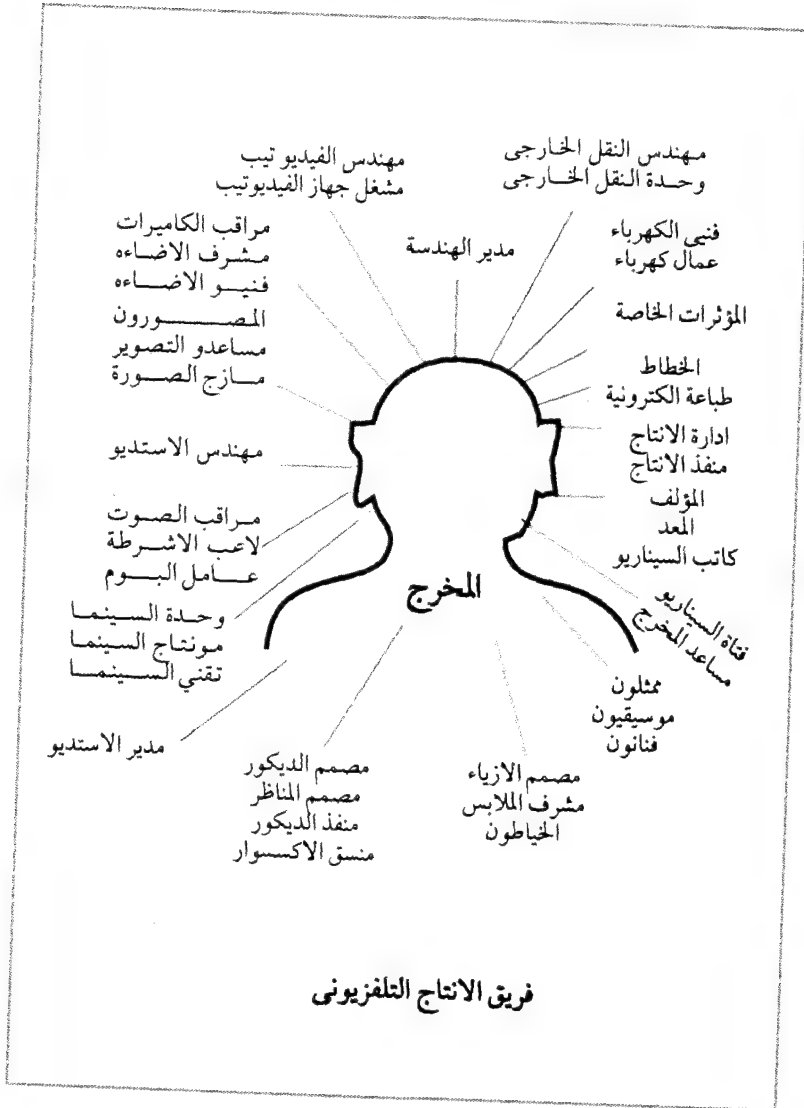 مهندس النقل الخارجى
وحدة النقل الخارجى
مهندس الفيديو تيب
مشغل جهاز الفيديوتيب
مدير الهندسة
فنيى الكهرباء
عمال كهرباء
المؤثرات الخاصة
الخطاط
طباعة الكترونية
ادارة الانتاج
منفذ الانتاج
المؤلف
المعد
كاتب السيناريو
فتاة السيناريو
مساعد المخرج
ممثلون
موسيقيون
فنانون
مصمم الازياء
مشرف الملابس
الخياطون
المخرج
مراقب الكاميرات
مشرف الاضاءه
فنيو الاضاءه
المصورون
مساعدو التصوير
مازج الصورة
مهندس الاستديو
مراقب الصوت
لاعب الاشرطة
عامل البوم
وحدة السينما
مونتاج السينما
تقني السينما
مدير الاستديو
مصمم الديكور
مصمم المناظر
منفذ الديكور
منسق الاكسسوار
فريق الانتاج التلفزيونى